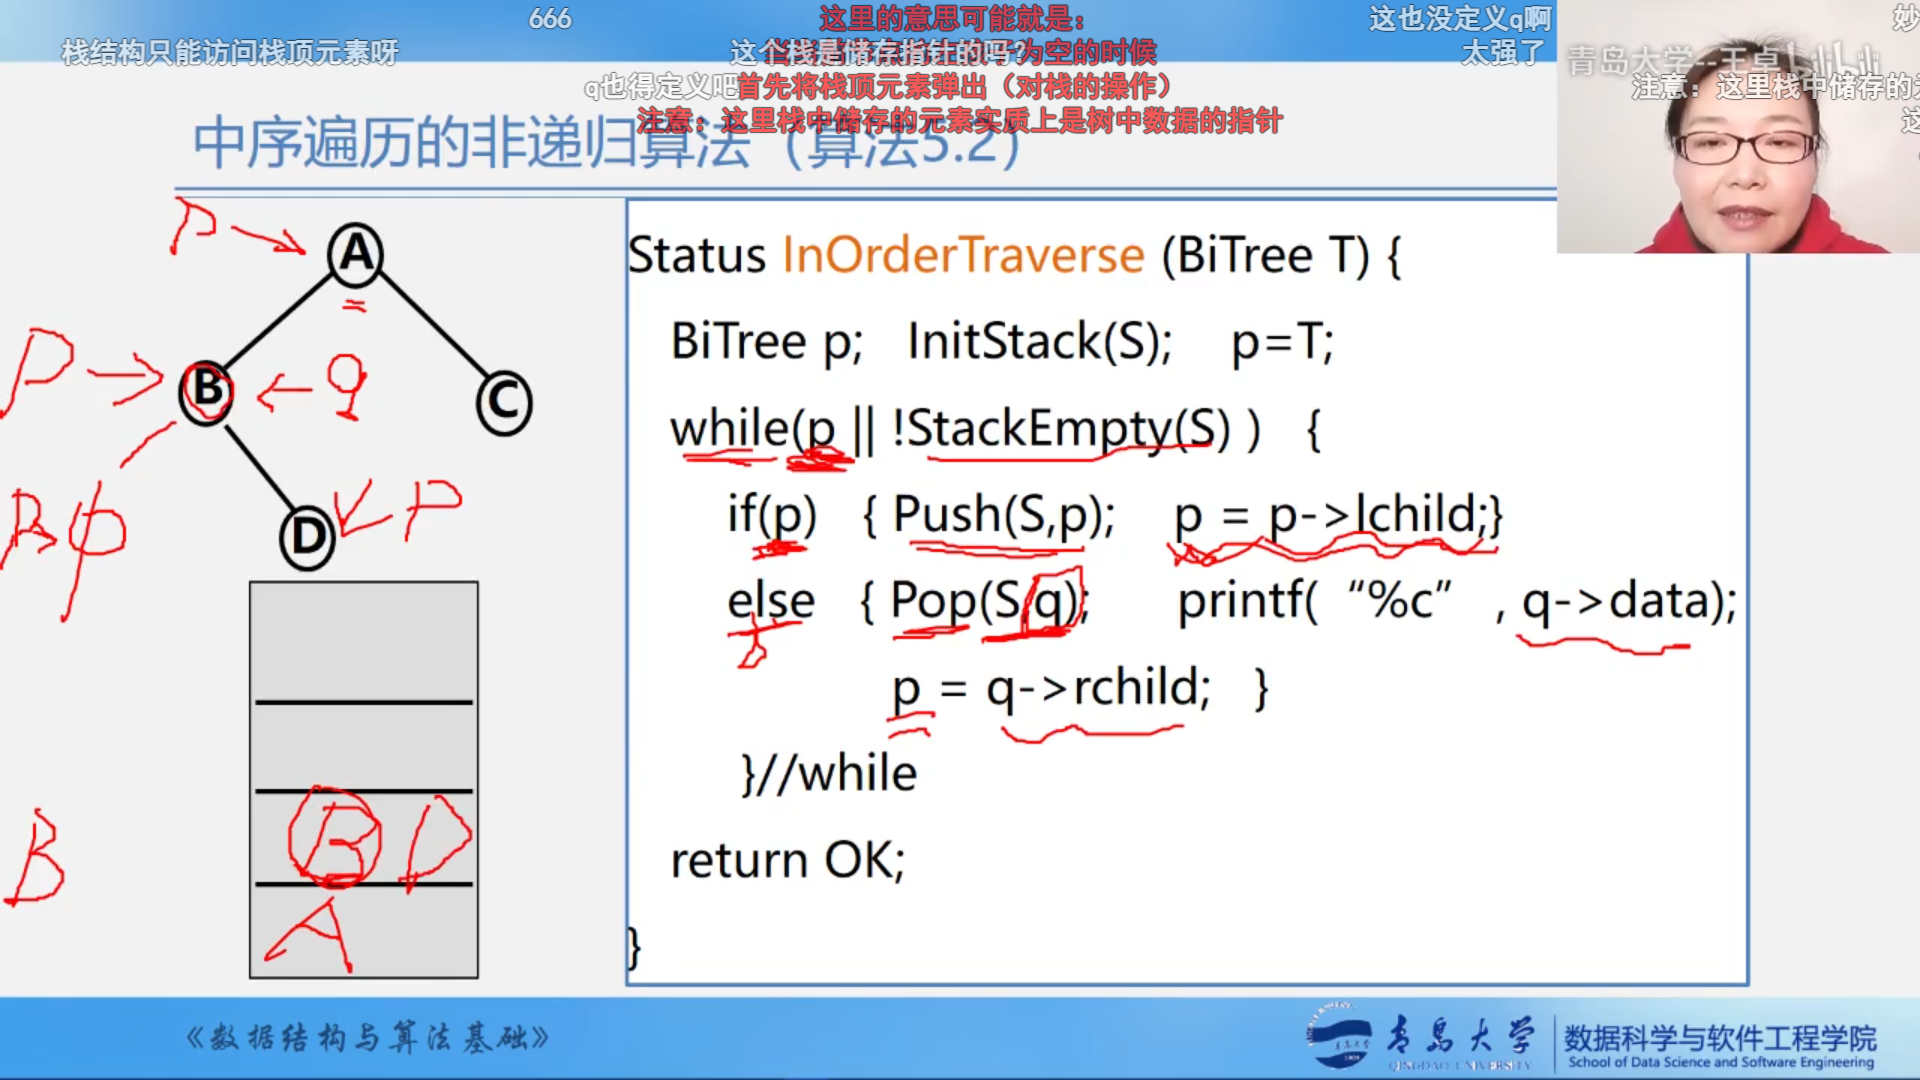 666
这里的意思可能就是：
这也没定义q啊
妙
栈结构只能访问栈顶元素呀
这个栈是储存指针的吗？
为空的时候
太强了
青岛大学--王卓
q也得定义吧
首先将栈顶元素弹出（对栈的操作）
注意：这里栈中储存的
注意：这里栈中储存的元素实质上是树中数据的指针
这
中序遍历的非递归算法（算法5.2）
P
A
P
B
q
C
P
D
A
B
D
B
Status InOrderTraverse (BiTree T) {
BiTree p; InitStack(S); p=T;
while(p || !StackEmpty(S) ) {
if(p) { Push(S,p); p = p->lchild;}
else { Pop(S,q); printf( “%c” , q->data);
p = q->rchild; }
}//while
return OK;
}
《数据结构与算法基础》
青岛大学
QINGDAO UNIVERSITY
数据科学与软件工程学院
School of Data Science and Software Engineering